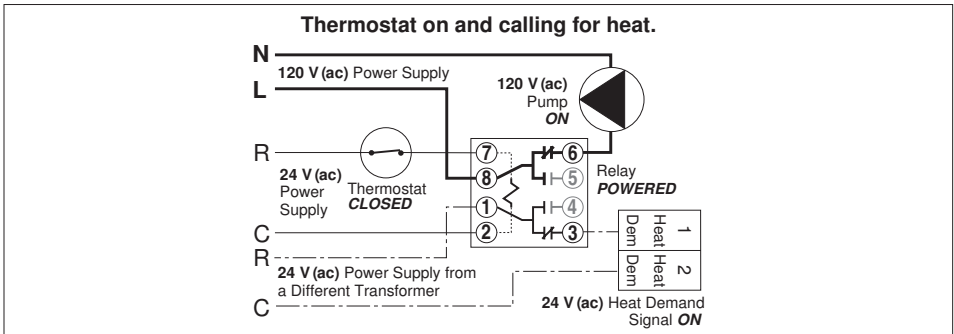 Thermostat on and calling for heat.
N
120 V (ac) Power Supply
L
120 V (ac)
Pump
ON
R
24 V (ac)
Power
Supply
Thermostat
CLOSED
7
8
1
2
6
5
4
3
Relay
POWERED
C
R
24 V (ac) Power Supply from
a Different Transformer
C
1
Heat
Dem
2
Heat
Dem
24 V (ac) Heat Demand
Signal ON